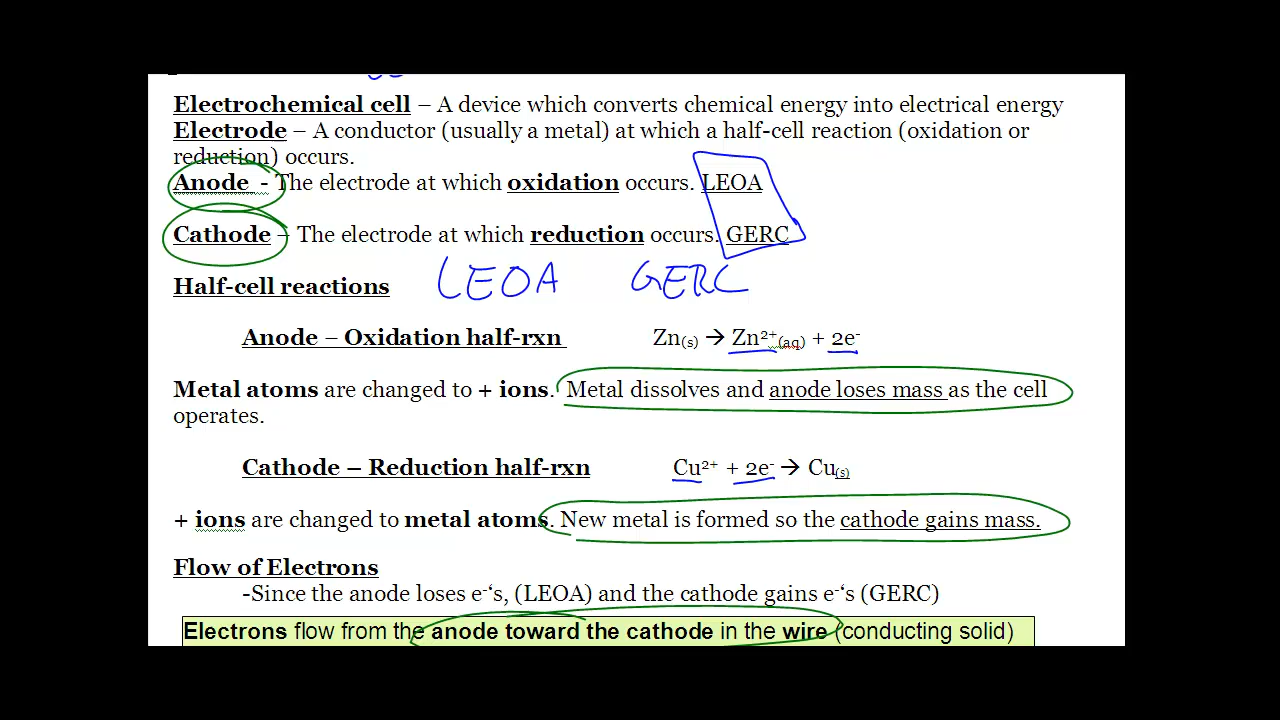 Electrochemical cell – A device which converts chemical energy into electrical energy
Electrode – A conductor (usually a metal) at which a half-cell reaction (oxidation or
reduction) occurs.
Anode - The electrode at which oxidation occurs. LEOA
Cathode – The electrode at which reduction occurs. GERC
LEOA GERC
Half-cell reactions
Anode – Oxidation half-rxn Zn(s) → Zn²⁺(aq) + 2e⁻
Metal atoms are changed to + ions. Metal dissolves and anode loses mass as the cell
operates.
Cathode – Reduction half-rxn Cu²⁺ + 2e⁻ → Cu(s)
+ ions are changed to metal atoms. New metal is formed so the cathode gains mass.
Flow of Electrons
-Since the anode loses e⁻‘s, (LEOA) and the cathode gains e⁻‘s (GERC)
Electrons flow from the anode toward the cathode in the wire (conducting solid)